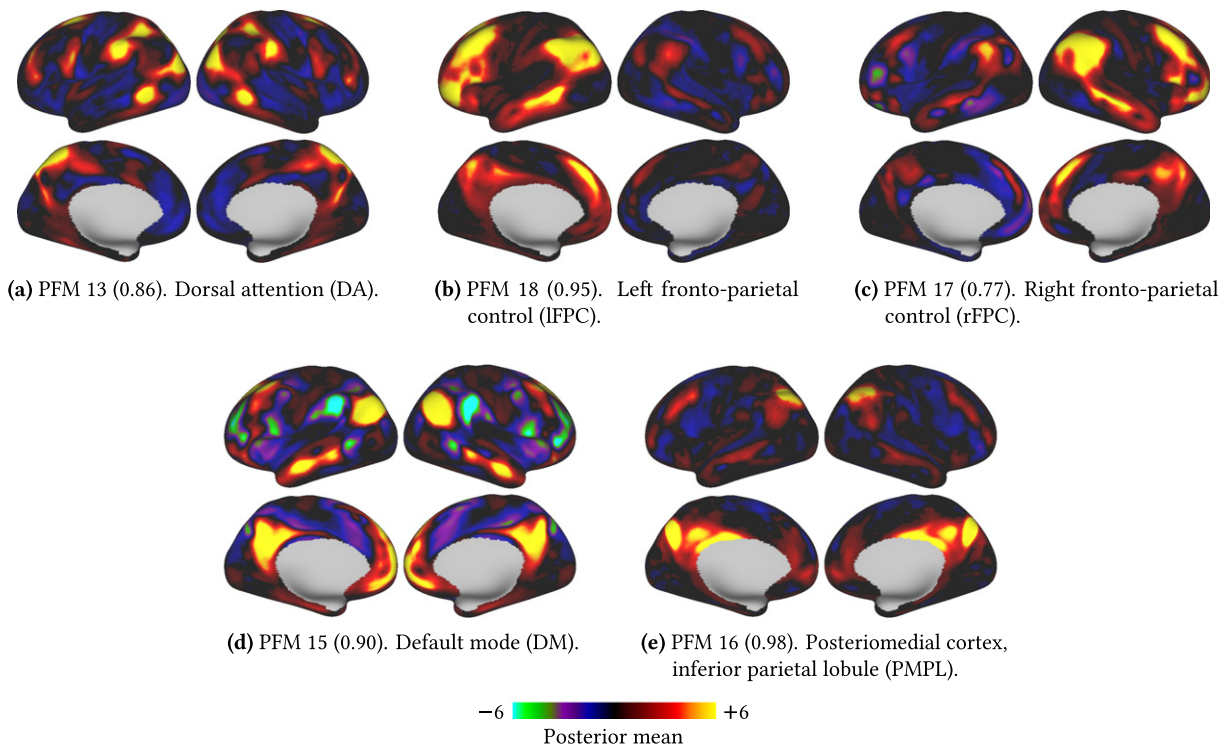 (a) PFM 13 (0.86). Dorsal attention (DA).
(b) PFM 18 (0.95). Left fronto-parietal
control (lFPC).
(c) PFM 17 (0.77). Right fronto-parietal
control (rFPC).
(d) PFM 15 (0.90). Default mode (DM).
(e) PFM 16 (0.98). Posteriomedial cortex,
inferior parietal lobule (PMPL).
−6 +6
Posterior mean